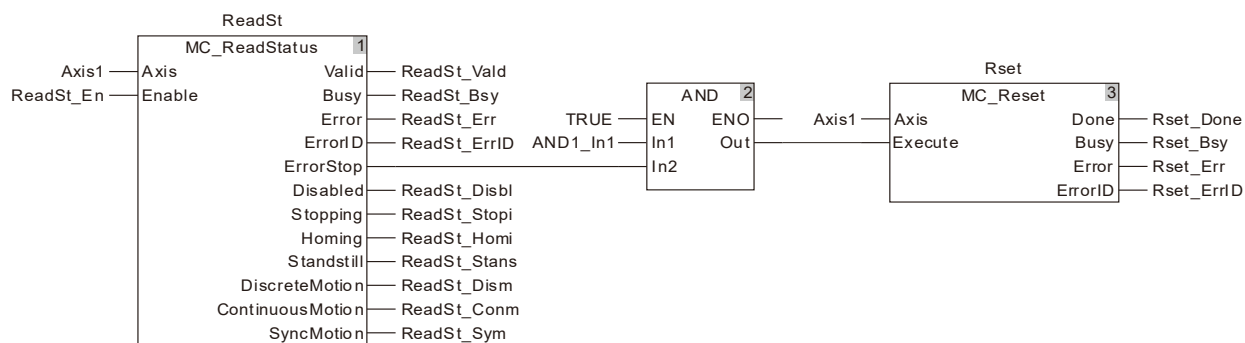 ReadSt
MC_ReadStatus 1
Axis1 Axis Valid ReadSt_Vald
ReadSt_En Enable Busy ReadSt_Bsy
Error ReadSt_Err
ErrorID ReadSt_ErrID
ErrorStop
Disabled ReadSt_Disbl
Stopping ReadSt_Stopi
Homing ReadSt_Homi
Standstill ReadSt_Stans
DiscreteMotion ReadSt_Dism
ContinuousMotion ReadSt_Conm
SyncMotion ReadSt_Sym
AND 2
TRUE EN ENO
AND1_In1 In1 Out
In2
Rset
MC_Reset 3
Axis1 Axis Done Rset_Done
Execute Busy Rset_Bsy
Error Rset_Err
ErrorID Rset_ErrID